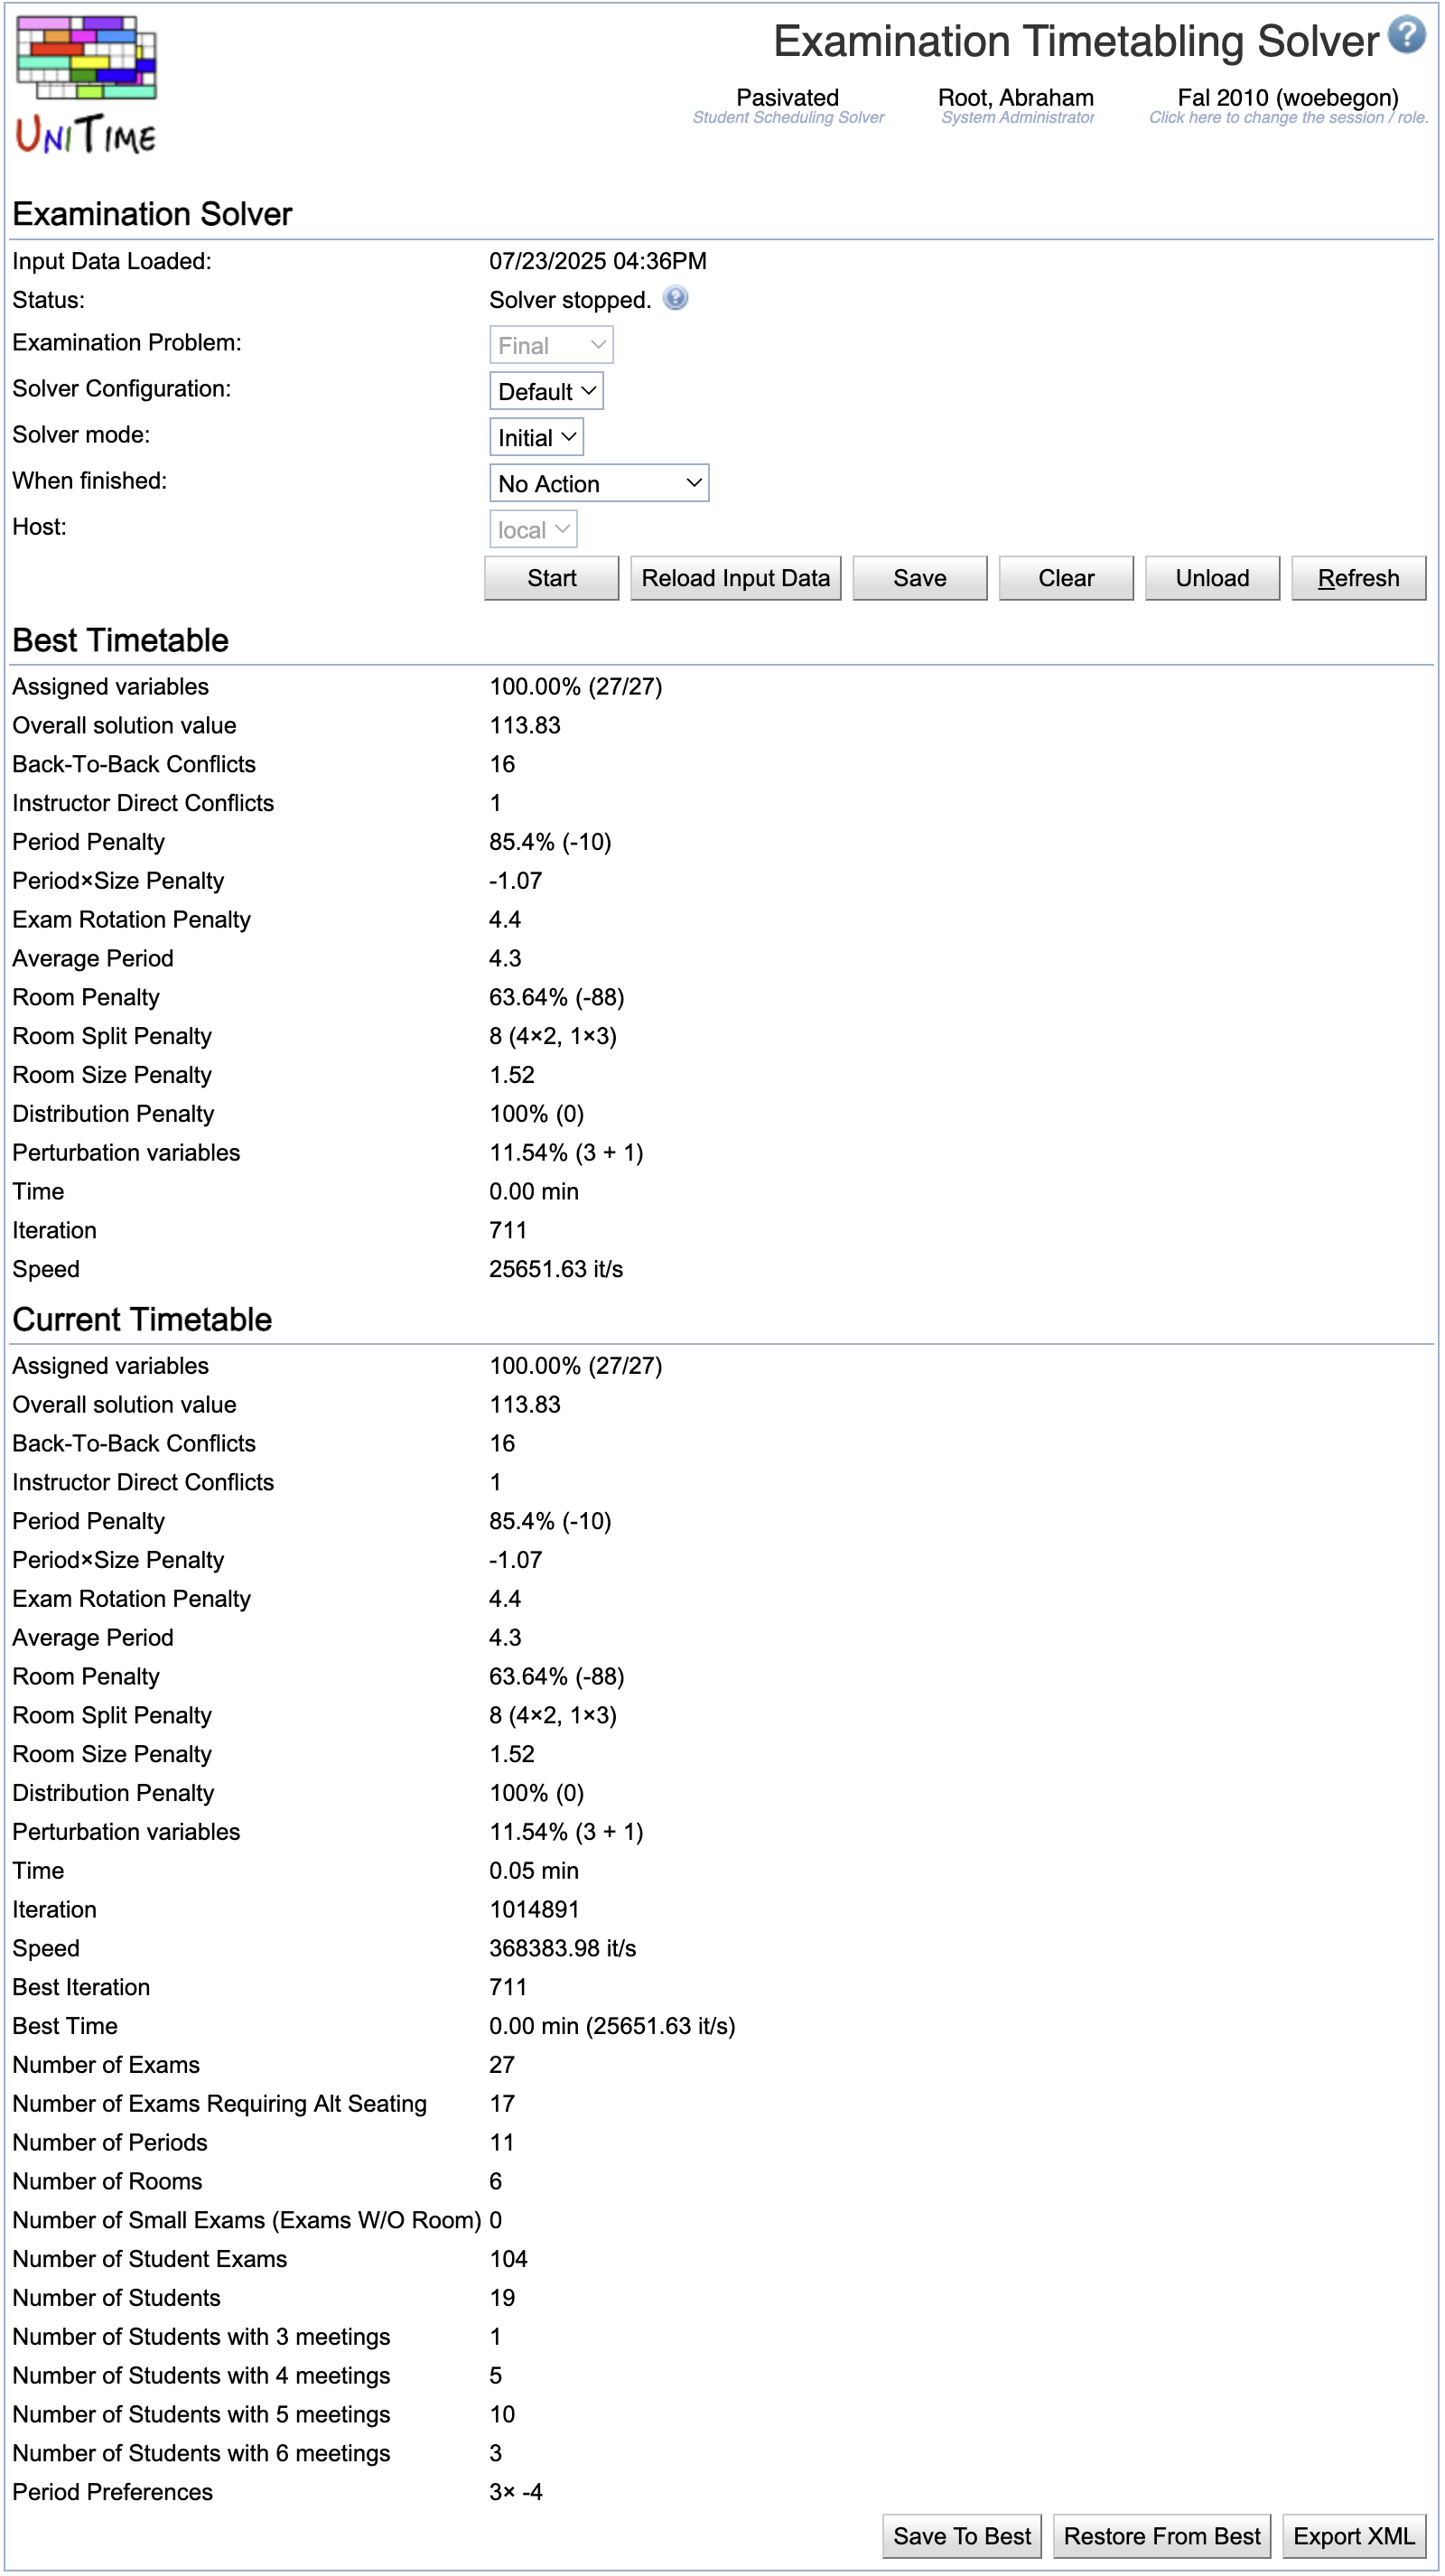 Examination Timetabling Solver
UNITIME
Pasivated Root, Abraham Fal 2010 (woebegon)
Student Scheduling Solver System Administrator Click here to change the session / role.
Examination Solver
Input Data Loaded: 07/23/2025 04:36PM
Status: Solver stopped.
Examination Problem: Final
Solver Configuration: Default
Solver mode: Initial
When finished: No Action
Host: local
Start Reload Input Data Save Clear Unload Refresh
Best Timetable
Assigned variables 100.00% (27/27)
Overall solution value 113.83
Back-To-Back Conflicts 16
Instructor Direct Conflicts 1
Period Penalty 85.4% (-10)
Period×Size Penalty -1.07
Exam Rotation Penalty 4.4
Average Period 4.3
Room Penalty 63.64% (-88)
Room Split Penalty 8 (4×2, 1×3)
Room Size Penalty 1.52
Distribution Penalty 100% (0)
Perturbation variables 11.54% (3 + 1)
Time 0.00 min
Iteration 711
Speed 25651.63 it/s
Current Timetable
Assigned variables 100.00% (27/27)
Overall solution value 113.83
Back-To-Back Conflicts 16
Instructor Direct Conflicts 1
Period Penalty 85.4% (-10)
Period×Size Penalty -1.07
Exam Rotation Penalty 4.4
Average Period 4.3
Room Penalty 63.64% (-88)
Room Split Penalty 8 (4×2, 1×3)
Room Size Penalty 1.52
Distribution Penalty 100% (0)
Perturbation variables 11.54% (3 + 1)
Time 0.05 min
Iteration 1014891
Speed 368383.98 it/s
Best Iteration 711
Best Time 0.00 min (25651.63 it/s)
Number of Exams 27
Number of Exams Requiring Alt Seating 17
Number of Periods 11
Number of Rooms 6
Number of Small Exams (Exams W/O Room) 0
Number of Student Exams 104
Number of Students 19
Number of Students with 3 meetings 1
Number of Students with 4 meetings 5
Number of Students with 5 meetings 10
Number of Students with 6 meetings 3
Period Preferences 3× -4
Save To Best Restore From Best Export XML